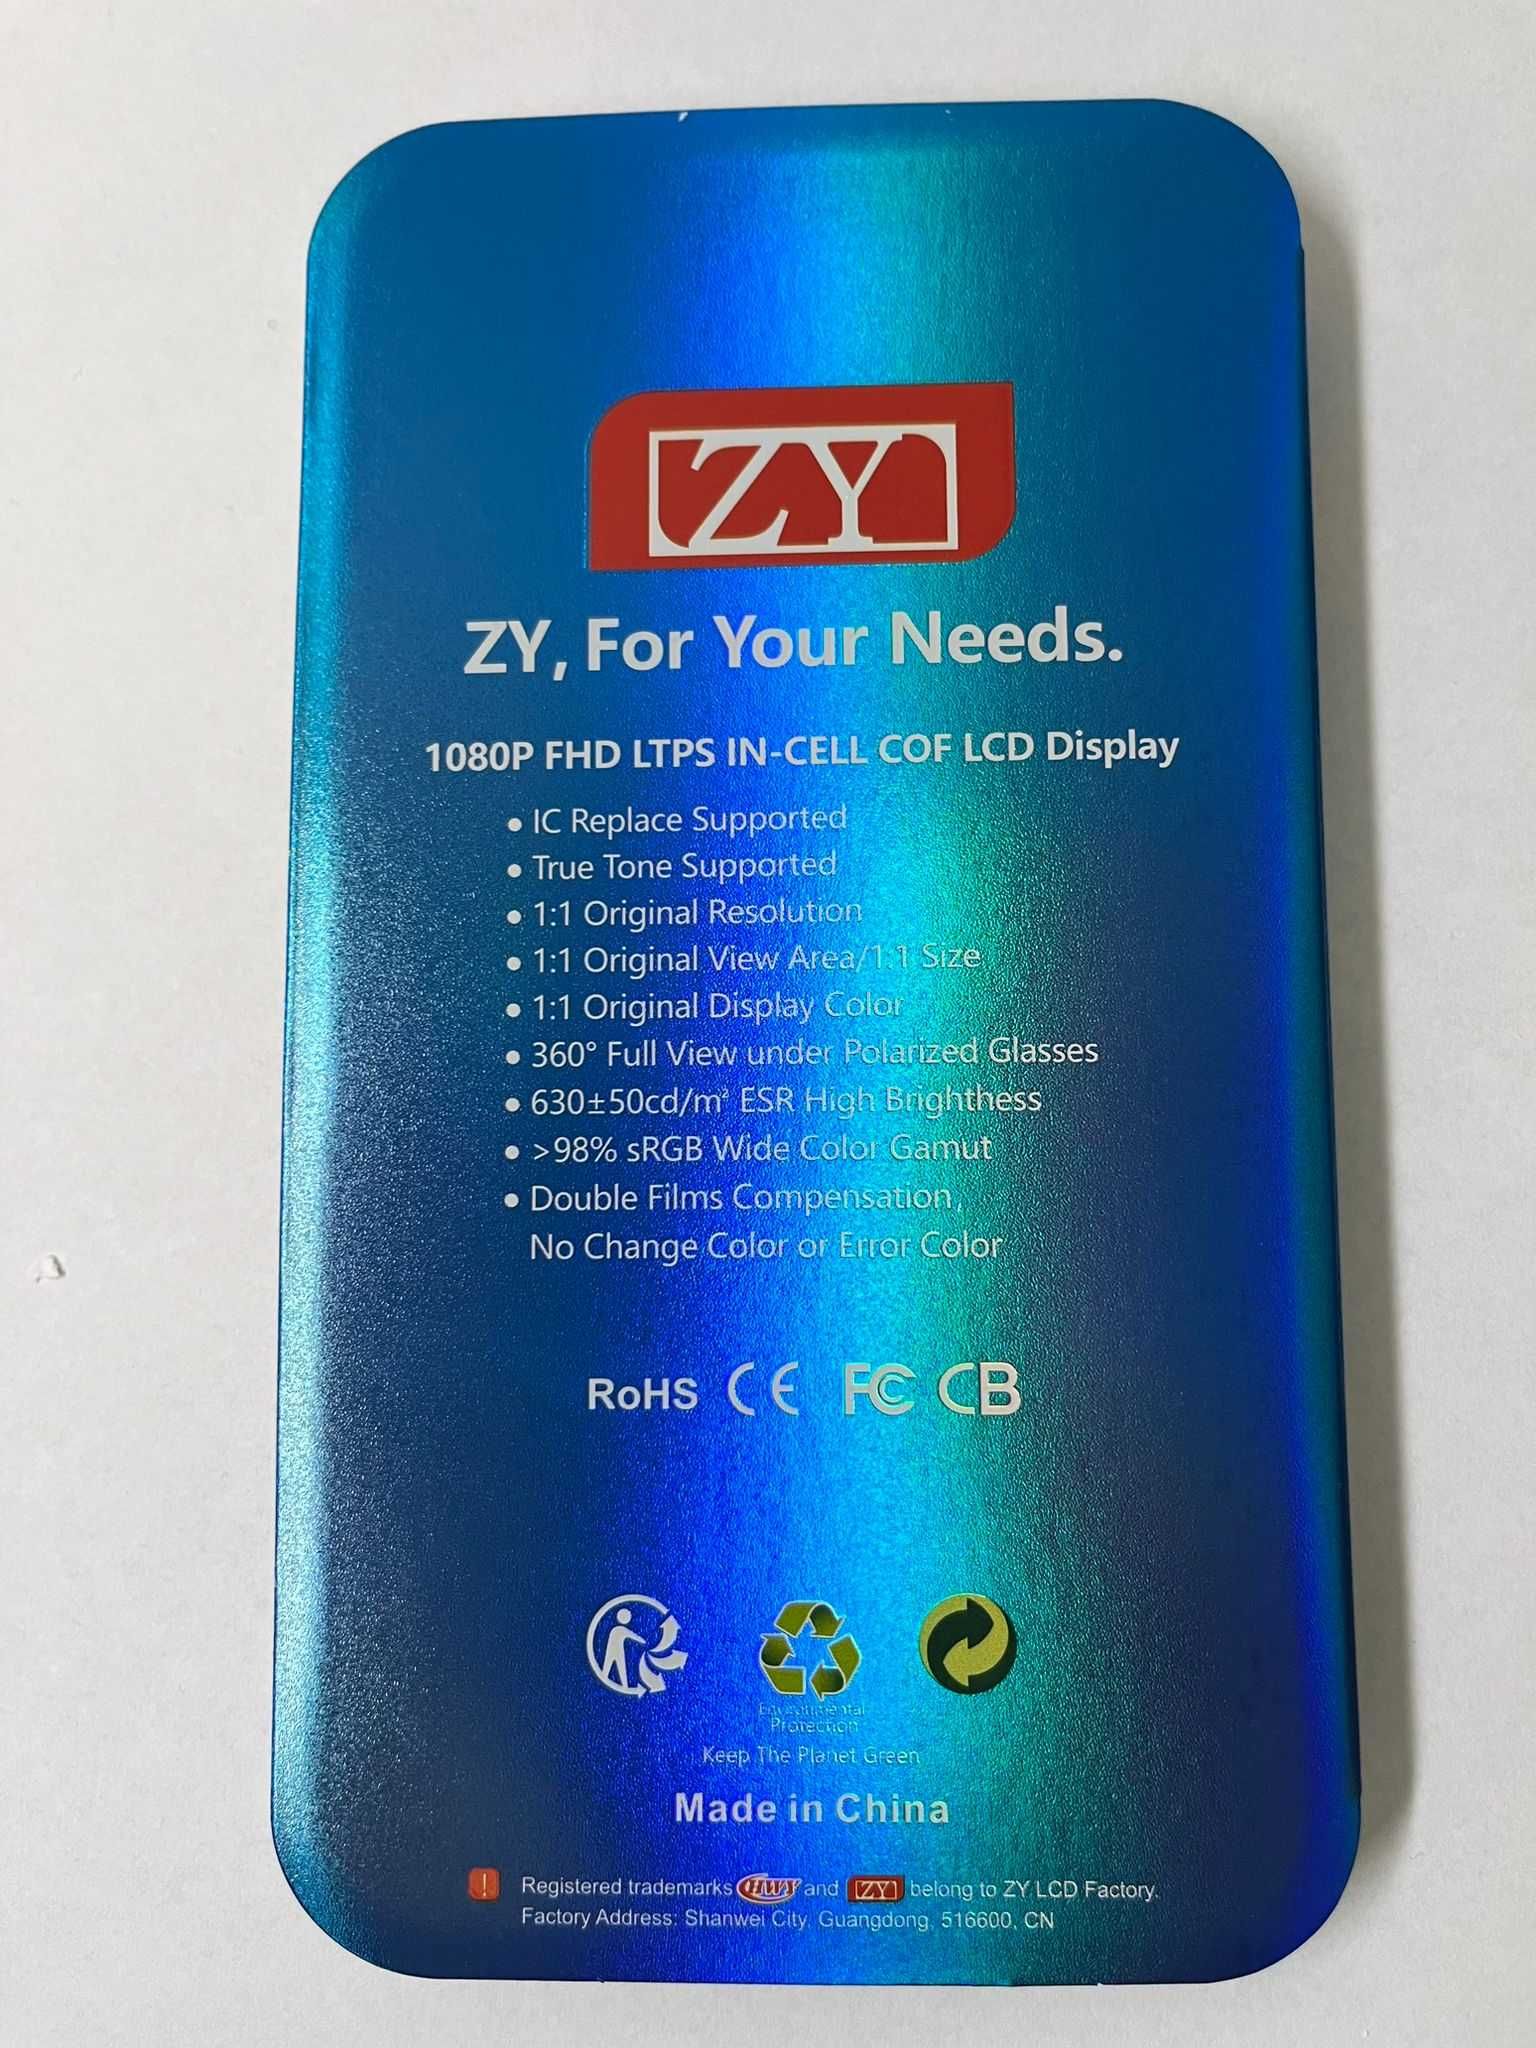 ZY
ZY, For Your Needs.
1080P FHD LTPS IN-CELL COF LCD Display
• IC Replace Supported
• True Tone Supported
• 1:1 Original Resolution
• 1:1 Original View Area/1:1 Size
• 1:1 Original Display Color
• 360° Full View under Polarized Glasses
• 630±50cd/m² ESR High Brighthess
• >98% sRGB Wide Color Gamut
• Double Films Compensation,
No Change Color or Error Color
RoHS CE FC CB
Environmental
Protection
Keep The Planet Green
Made in China
! Registered trademarks and ZY belong to ZY LCD Factory.
Factory Address: Shanwei City, Guangdong, 516600, CN